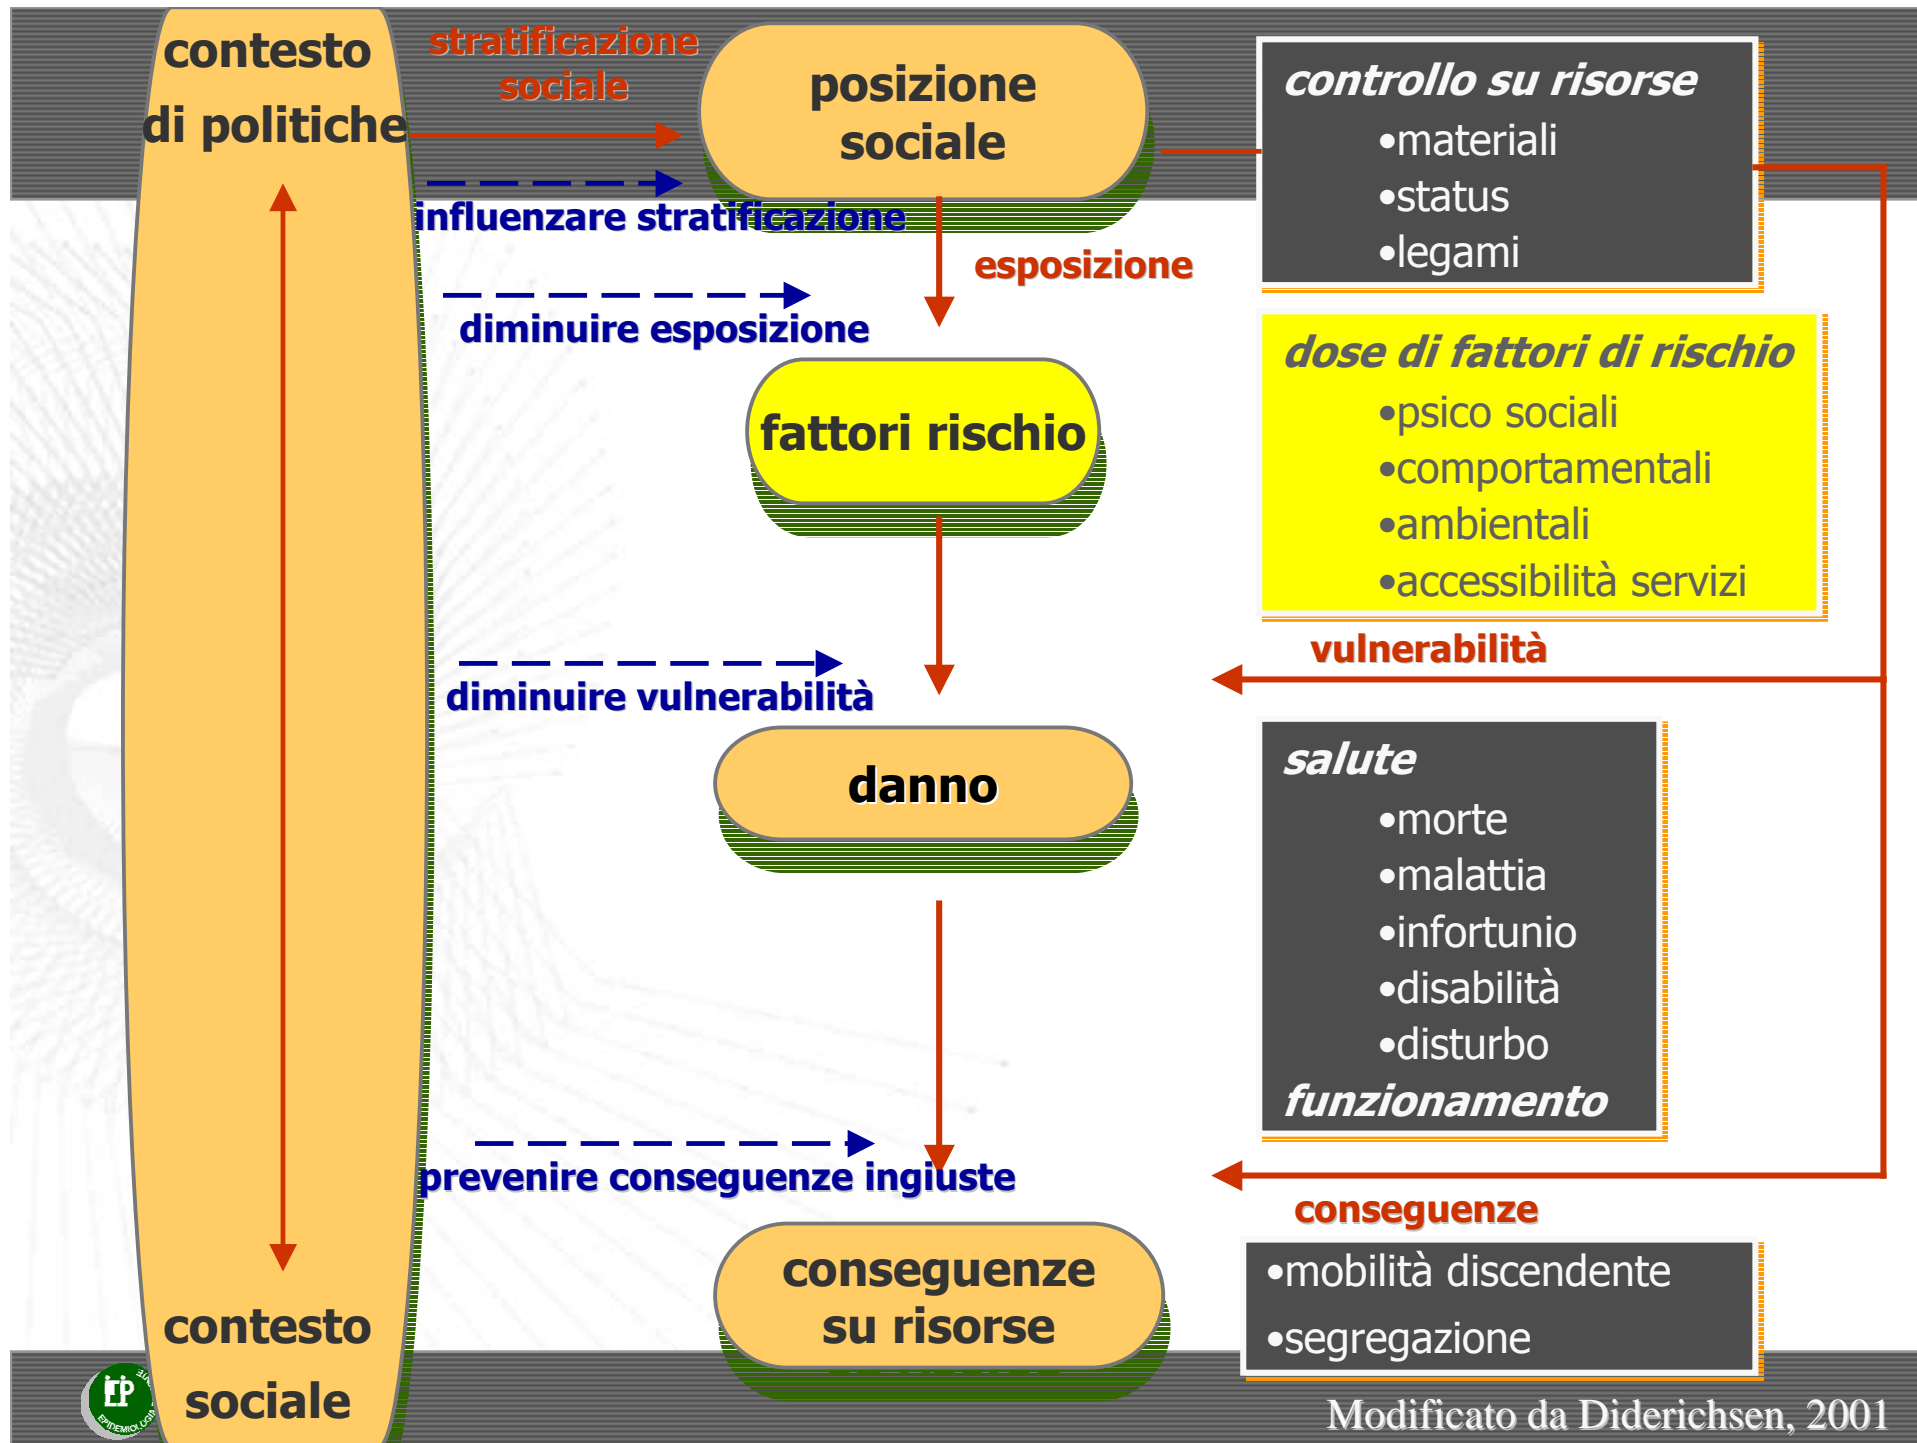 contesto
di politiche
stratificazione
sociale
posizione
sociale
influenzare stratificazione
esposizione
diminuire esposizione
fattori rischio
diminuire vulnerabilità
danno
prevenire conseguenze ingiuste
conseguenze
su risorse
contesto
sociale
controllo su risorse
•materiali
•status
•legami
dose di fattori di rischio
•psico sociali
•comportamentali
•ambientali
•accessibilità servizi
vulnerabilità
salute
•morte
•malattia
•infortunio
•disabilità
•disturbo
funzionamento
conseguenze
•mobilità discendente
•segregazione
Modificato da Diderichsen, 2001